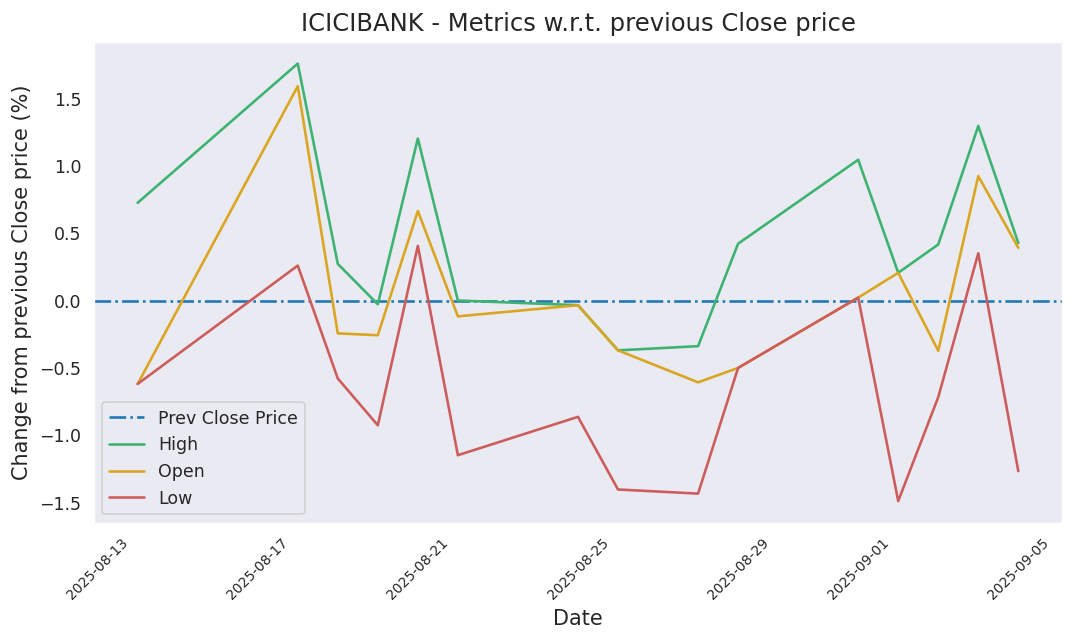 ICICIBANK - Metrics w.r.t. previous Close price
Change from previous Close price (%)
1.5
1.0
0.5
0.0
−0.5
−1.0
−1.5
Prev Close Price
High
Open
Low
2025-08-13
2025-08-17
2025-08-21
2025-08-25
2025-08-29
2025-09-01
2025-09-05
Date